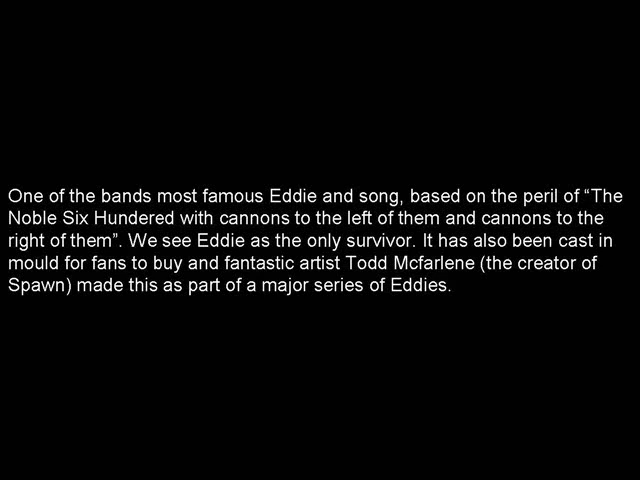 One of the bands most famous Eddie and song, based on the peril of “The
Noble Six Hundered with cannons to the left of them and cannons to the
right of them”. We see Eddie as the only survivor. It has also been cast in
mould for fans to buy and fantastic artist Todd Mcfarlene (the creator of
Spawn) made this as part of a major series of Eddies.